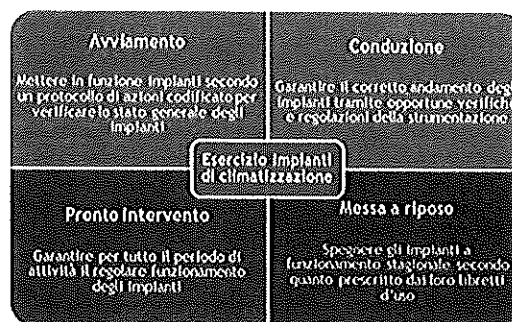 Avviamento
Mettere in funzione impianti secondo
un protocollo di azioni codificato per
verificare lo stato generale degli
impianti
Conduzione
Garantire il corretto andamento degli
impianti tramite opportune verifiche
e regolazioni della strumentazione
Esercizio impianti
di climatizzazione
Pronto intervento
Garantire per tutto il periodo di
attività il regolare funzionamento
degli impianti
Messa a riposo
Spegnere gli impianti a
funzionamento stagionale secondo
quanto prescritto dai loro libretti
d'uso